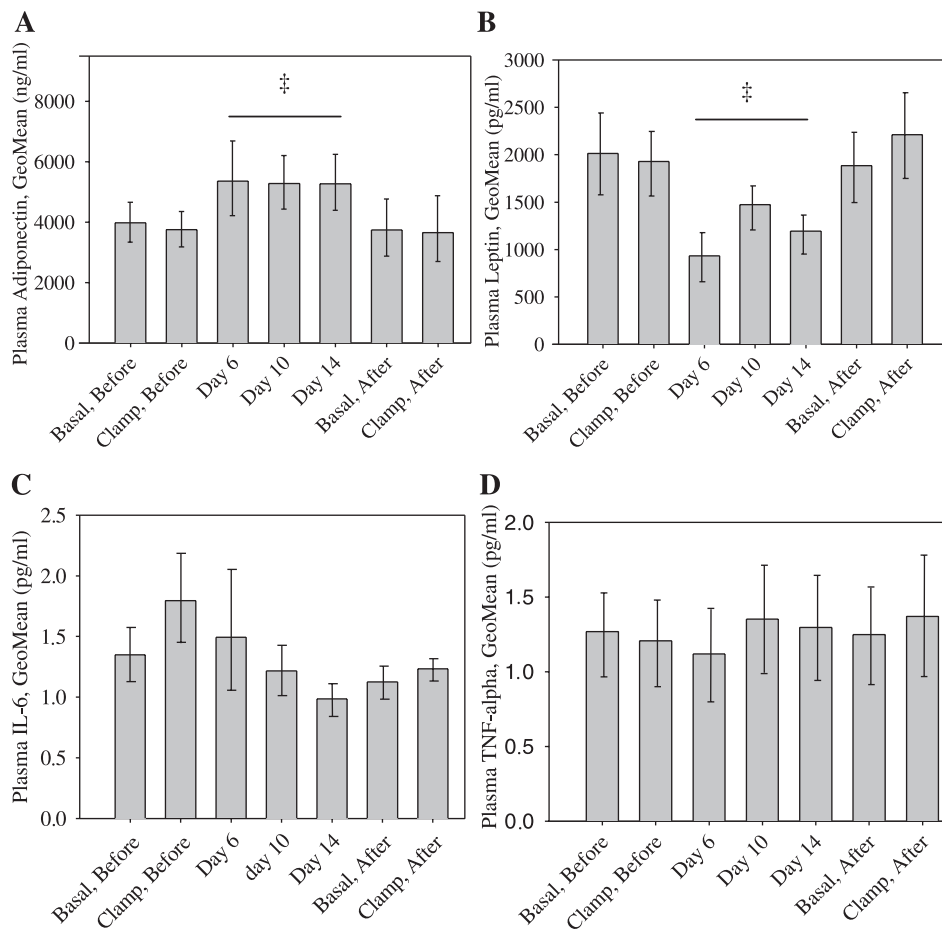 A
Plasma Adiponectin, GeoMean (ng/ml)
8000
6000
4000
2000
0
‡
Basal, Before
Clamp, Before
Day 6
Day 10
Day 14
Basal, After
Clamp, After
B
Plasma Leptin, GeoMean (pg/ml)
3000
2500
2000
1500
1000
500
0
‡
Basal, Before
Clamp, Before
Day 6
Day 10
Day 14
Basal, After
Clamp, After
C
Plasma IL-6, GeoMean (pg/ml)
2.5
2.0
1.5
1.0
0.5
0.0
Basal, Before
Clamp, Before
Day 6
day 10
Day 14
Basal, After
Clamp, After
D
Plasma TNF-alpha, GeoMean (pg/ml)
2.0
1.5
1.0
0.5
0.0
Basal, Before
Clamp, Before
Day 6
Day 10
Day 14
Basal, After
Clamp, After